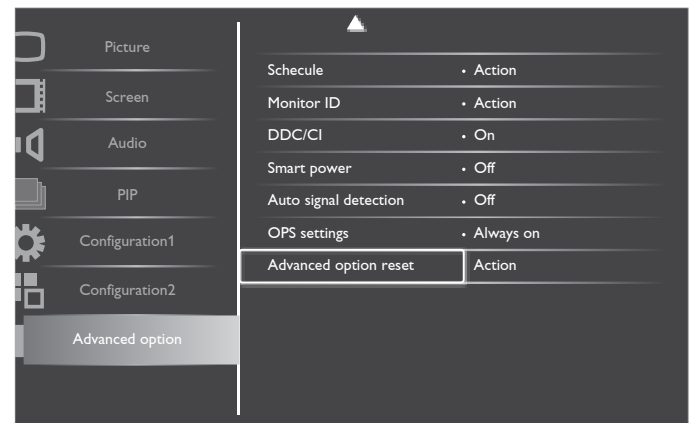 Picture
Screen
Audio
PIP
Configuration1
Configuration2
Advanced option
Schecule • Action
Monitor ID • Action
DDC/CI • On
Smart power • Off
Auto signal detection • Off
OPS settings • Always on
Advanced option reset Action